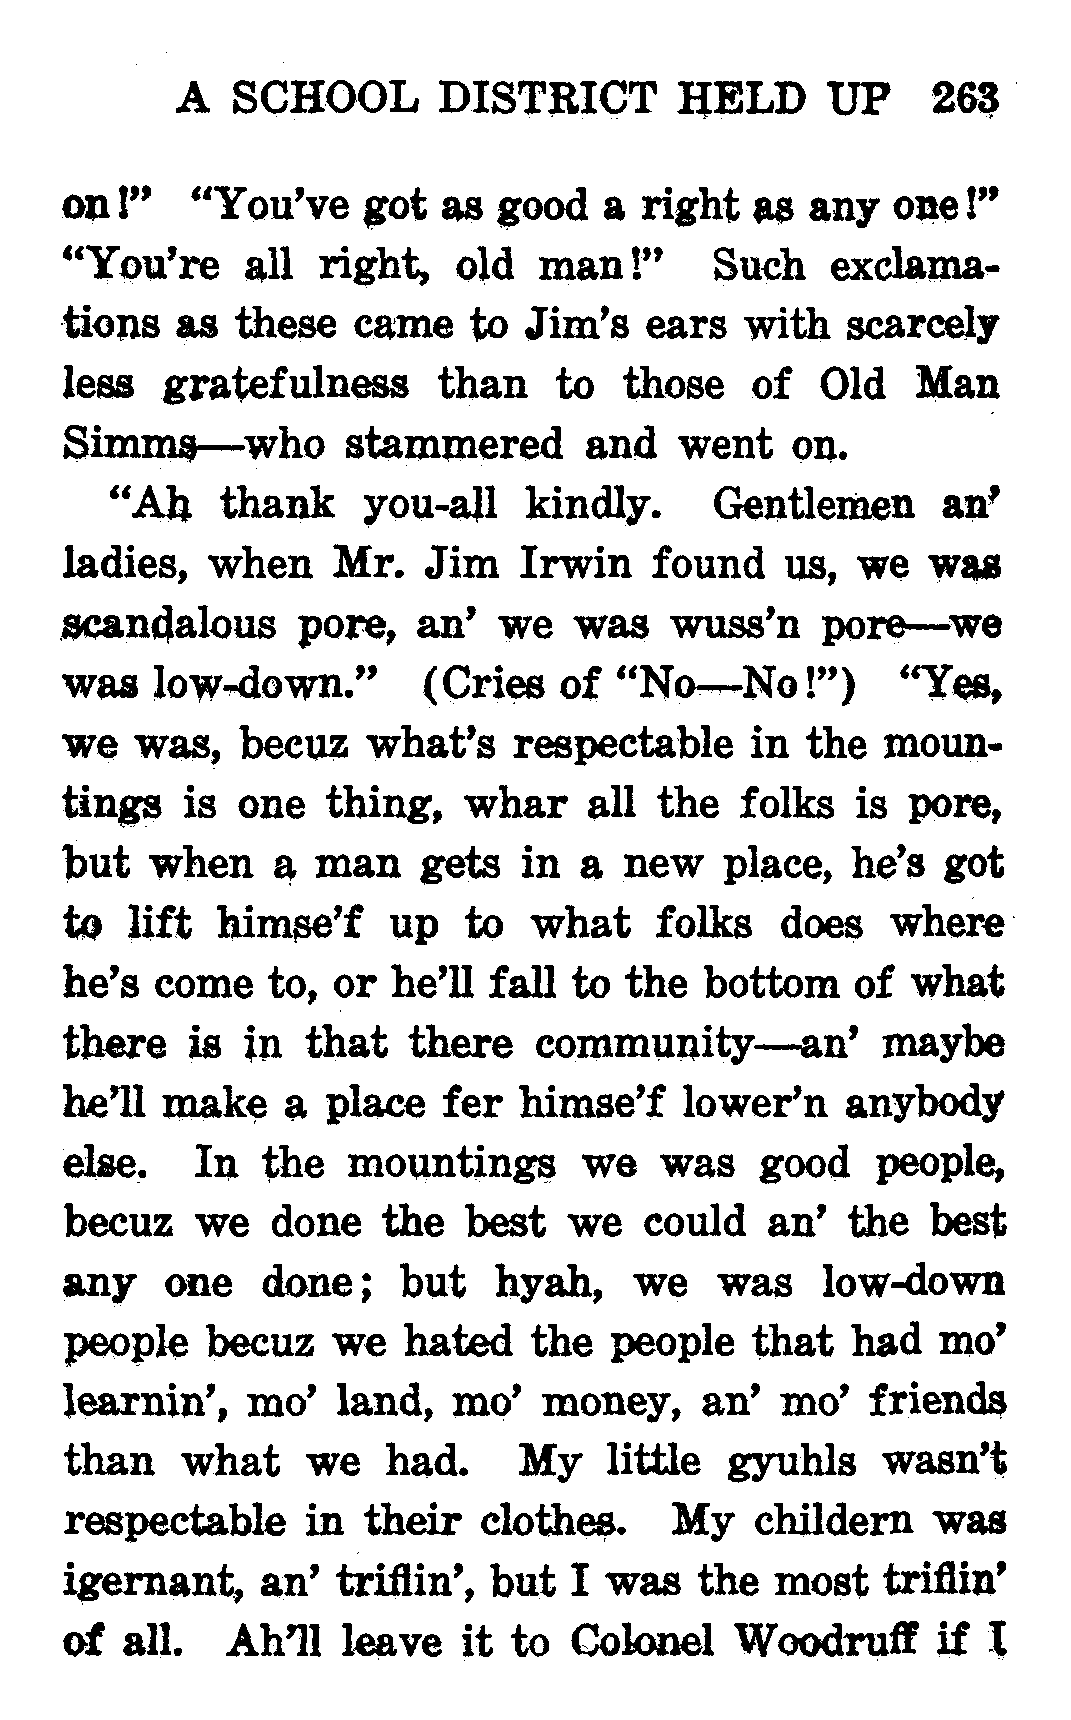 A SCHOOL DISTRICT HELD UP 263
on!” “You’ve got as good a right as any one!”
“You’re all right, old man!” Such exclama-
tions as these came to Jim’s ears with scarcely
less gratefulness than to those of Old Man
Simms—who stammered and went on.
“Ah thank you-all kindly. Gentlemen an’
ladies, when Mr. Jim Irwin found us, we was
scandalous pore, an’ we was wuss’n pore—we
was low-down.” (Cries of “No—No!”) “Yes,
we was, becuz what’s respectable in the moun-
tings is one thing, whar all the folks is pore,
but when a man gets in a new place, he’s got
to lift himse’f up to what folks does where
he’s come to, or he’ll fall to the bottom of what
there is in that there community—an’ maybe
he’ll make a place fer himse’f lower’n anybody
else. In the mountings we was good people,
becuz we done the best we could an’ the best
any one done; but hyah, we was low-down
people becuz we hated the people that had mo’
learnin’, mo’ land, mo’ money, an’ mo’ friends
than what we had. My little gyuhls wasn’t
respectable in their clothes. My childern was
igernant, an’ triflin’, but I was the most triflin’
of all. Ah’ll leave it to Colonel Woodruff if I